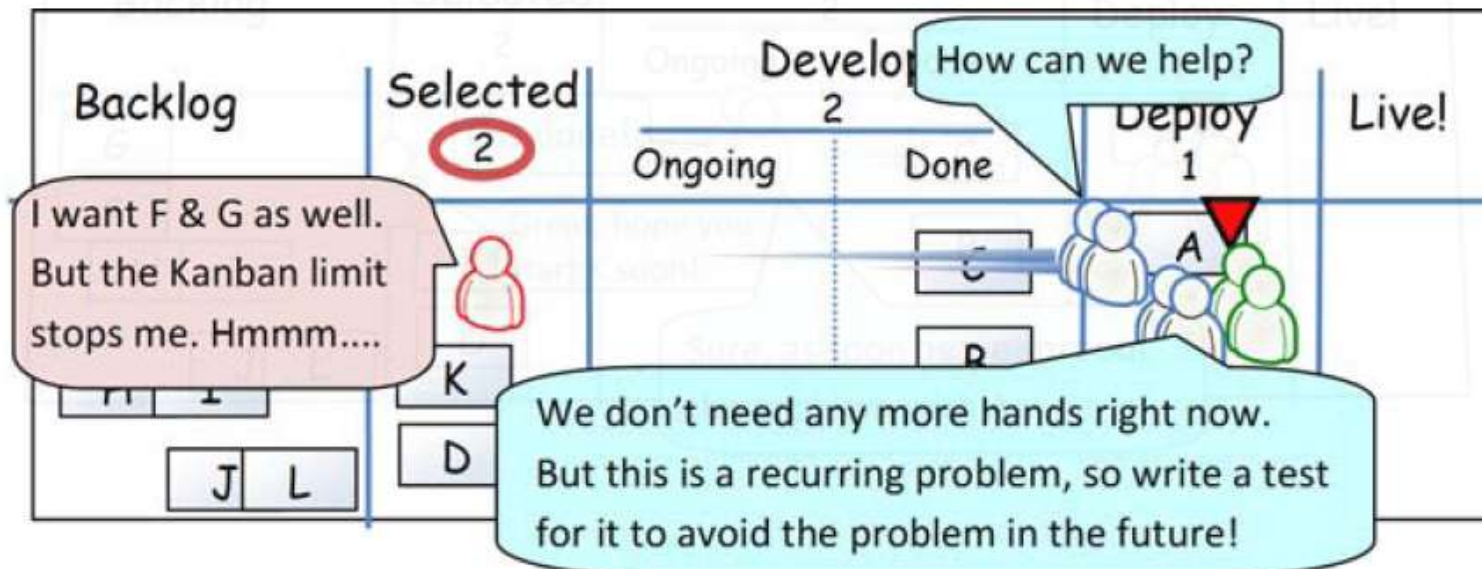 How can we help?
Backlog
Selected
2
Develop
2
Ongoing
Done
Deploy
1
Live!
I want F & G as well.
But the Kanban limit
stops me. Hmmm....
C
A
B
K
D
H I
J L
We don't need any more hands right now.
But this is a recurring problem, so write a test
for it to avoid the problem in the future!